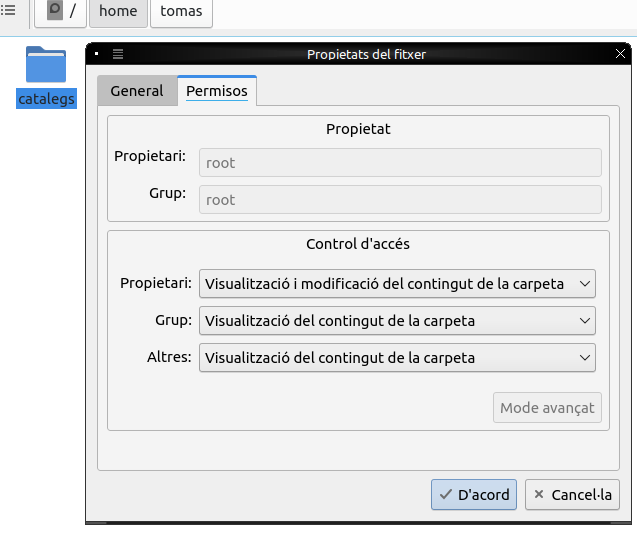 / home tomas
catalegs
Propietats del fitxer
General Permisos
Propietat
Propietari: root
Grup: root
Control d'accés
Propietari: Visualització i modificació del contingut de la carpeta
Grup: Visualització del contingut de la carpeta
Altres: Visualització del contingut de la carpeta
Mode avançat
D'acord Cancel·la